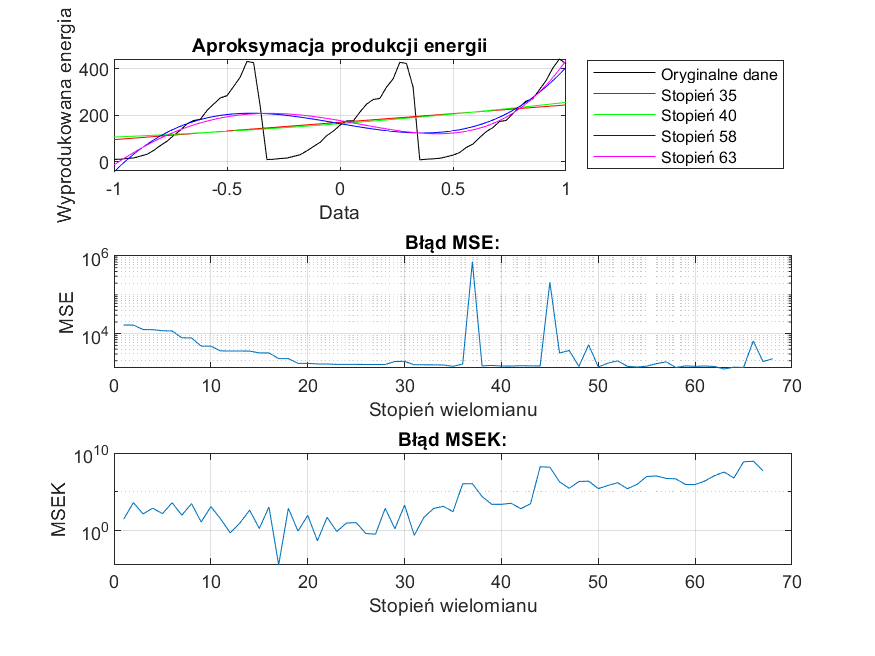 Aproksymacja produkcji energii
Wyprodukowana energia
400
200
0
-1
-0.5
0
0.5
1
Data
Oryginalne dane
Stopień 35
Stopień 40
Stopień 58
Stopień 63
Błąd MSE:
MSE
10^6
10^4
0
10
20
30
40
50
60
70
Stopień wielomianu
Błąd MSEK:
MSEK
10^10
10^0
0
10
20
30
40
50
60
70
Stopień wielomianu